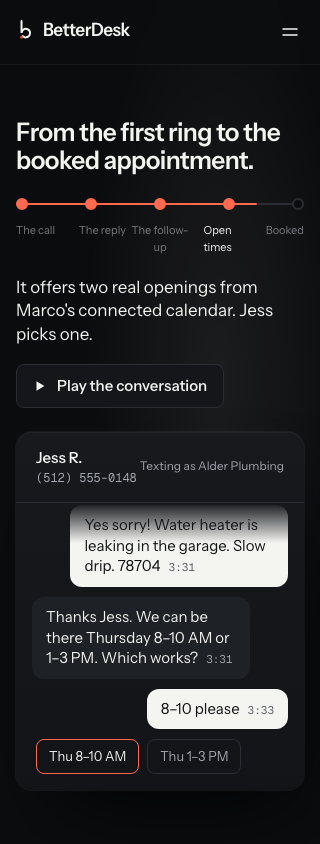 BetterDesk
From the first ring to the
booked appointment.
The call
The reply
The follow-
up
Open
times
Booked
It offers two real openings from
Marco's connected calendar. Jess
picks one.
Play the conversation
Jess R.
(512) 555-0148
Texting as Alder Plumbing
Yes sorry! Water heater is
leaking in the garage. Slow
drip. 78704 3:31
Thanks Jess. We can be
there Thursday 8–10 AM or
1–3 PM. Which works? 3:31
8–10 please 3:33
Thu 8–10 AM
Thu 1–3 PM